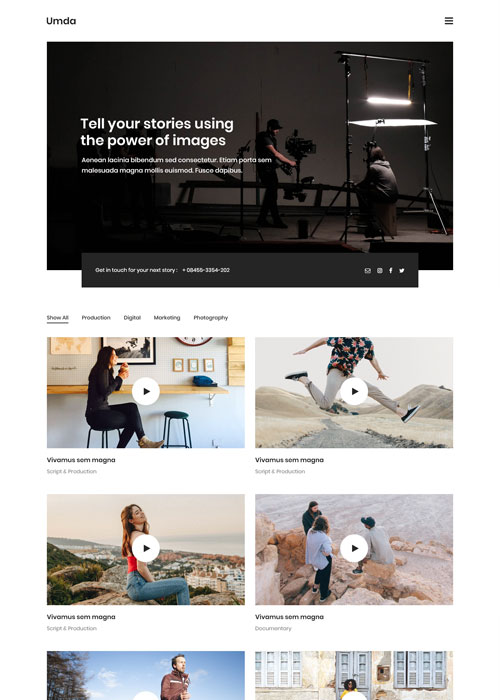 Umda
Tell your stories using
the power of images
Aenean lacinia bibendum sed consectetur. Etiam porta sem
malesuada magna mollis euismod. Fusce dapibus.
Get in touch for your next story : + 08455-3354-202
Show All Production Digital Marketing Photography
Vivamus sem magna
Script & Production
Vivamus sem magna
Script & Production
Vivamus sem magna
Script & Production
Vivamus sem magna
Documentary